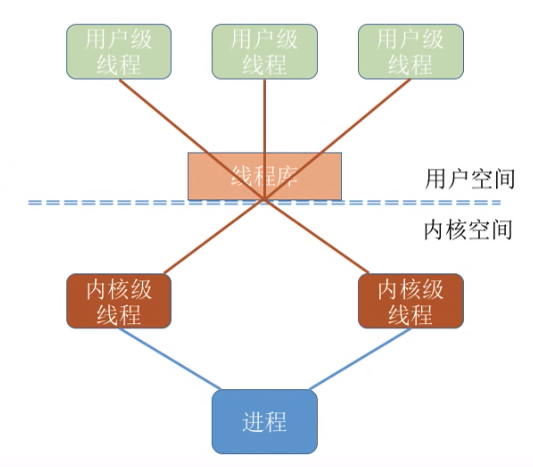 用户级
线程
用户级
线程
用户级
线程
线程库
用户空间
内核空间
内核级
线程
内核级
线程
进程